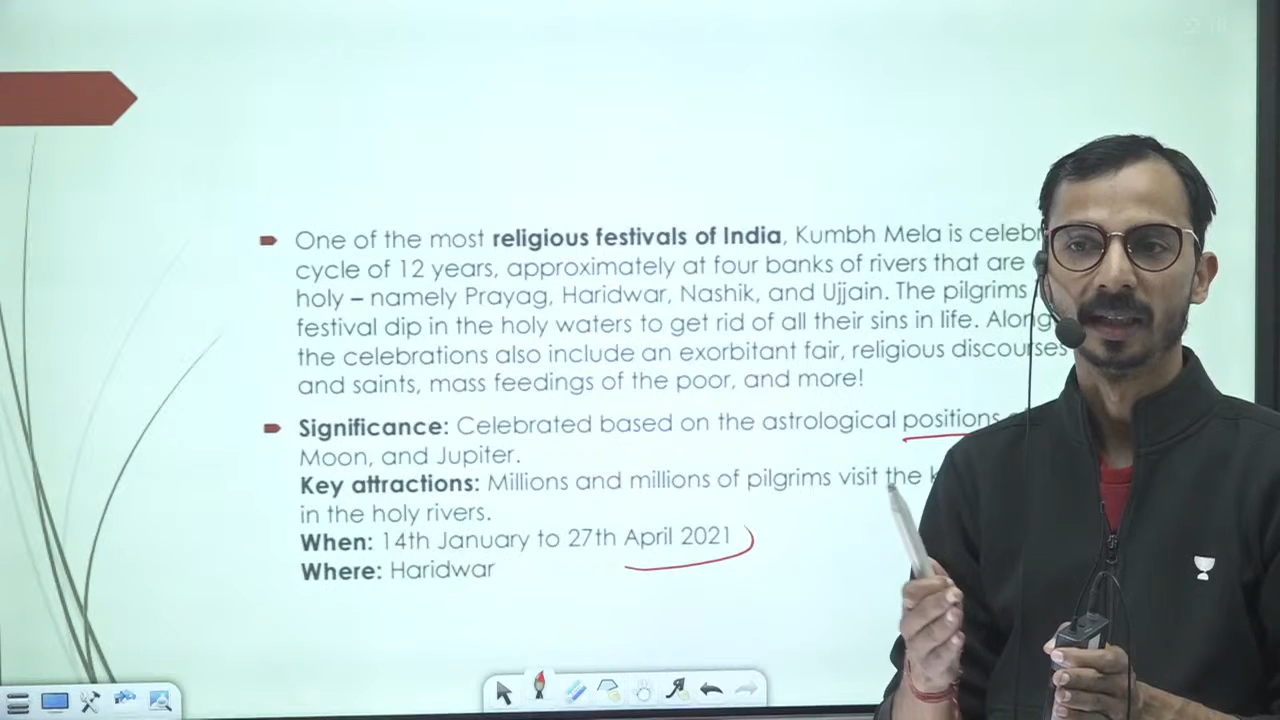 One of the most religious festivals of India, Kumbh Mela is
cycle of 12 years, approximately at four banks of rivers that are
holy – namely Prayag, Haridwar, Nashik, and Ujjain. The pilgrims
festival dip in the holy waters to get rid of all their sins in life.
the celebrations also include an exorbitant fair, religious discourses
and saints, mass feedings of the poor, and more!
Significance: Celebrated based on the astrological positions
Moon, and Jupiter.
Key attractions: Millions and millions of pilgrims visit the
in the holy rivers.
When: 14th January to 27th April 2021
Where: Haridwar